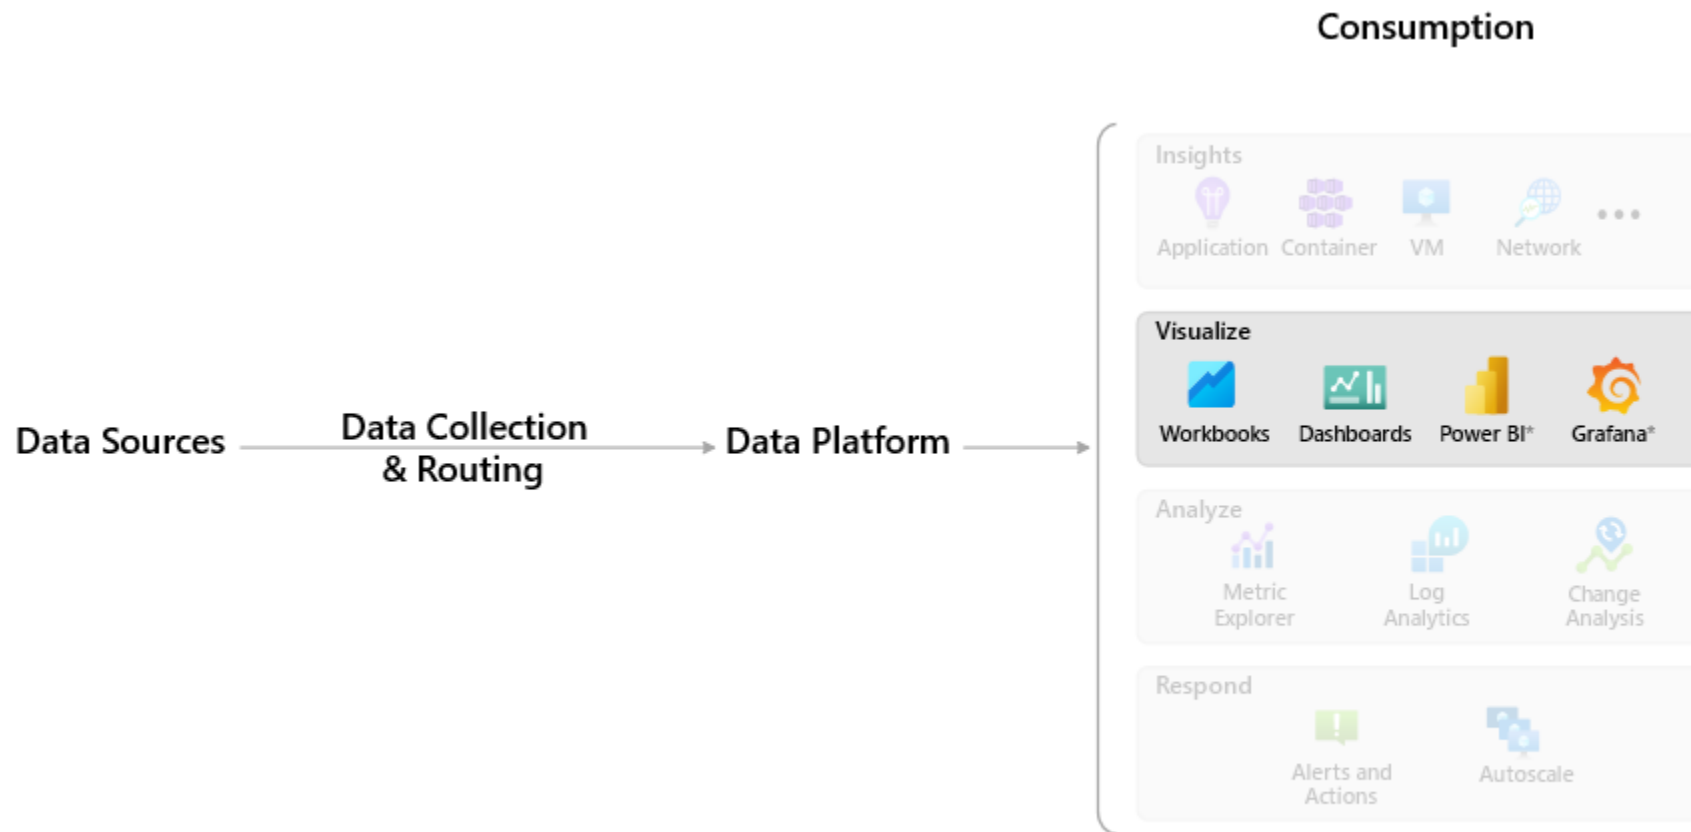 Consumption
Insights
Application Container VM Network
Visualize
Workbooks Dashboards Power BI* Grafana*
Data Sources
Data Collection
& Routing
Data Platform
Analyze
Metric
Explorer
Log
Analytics
Change
Analysis
Respond
Alerts and
Actions
Autoscale